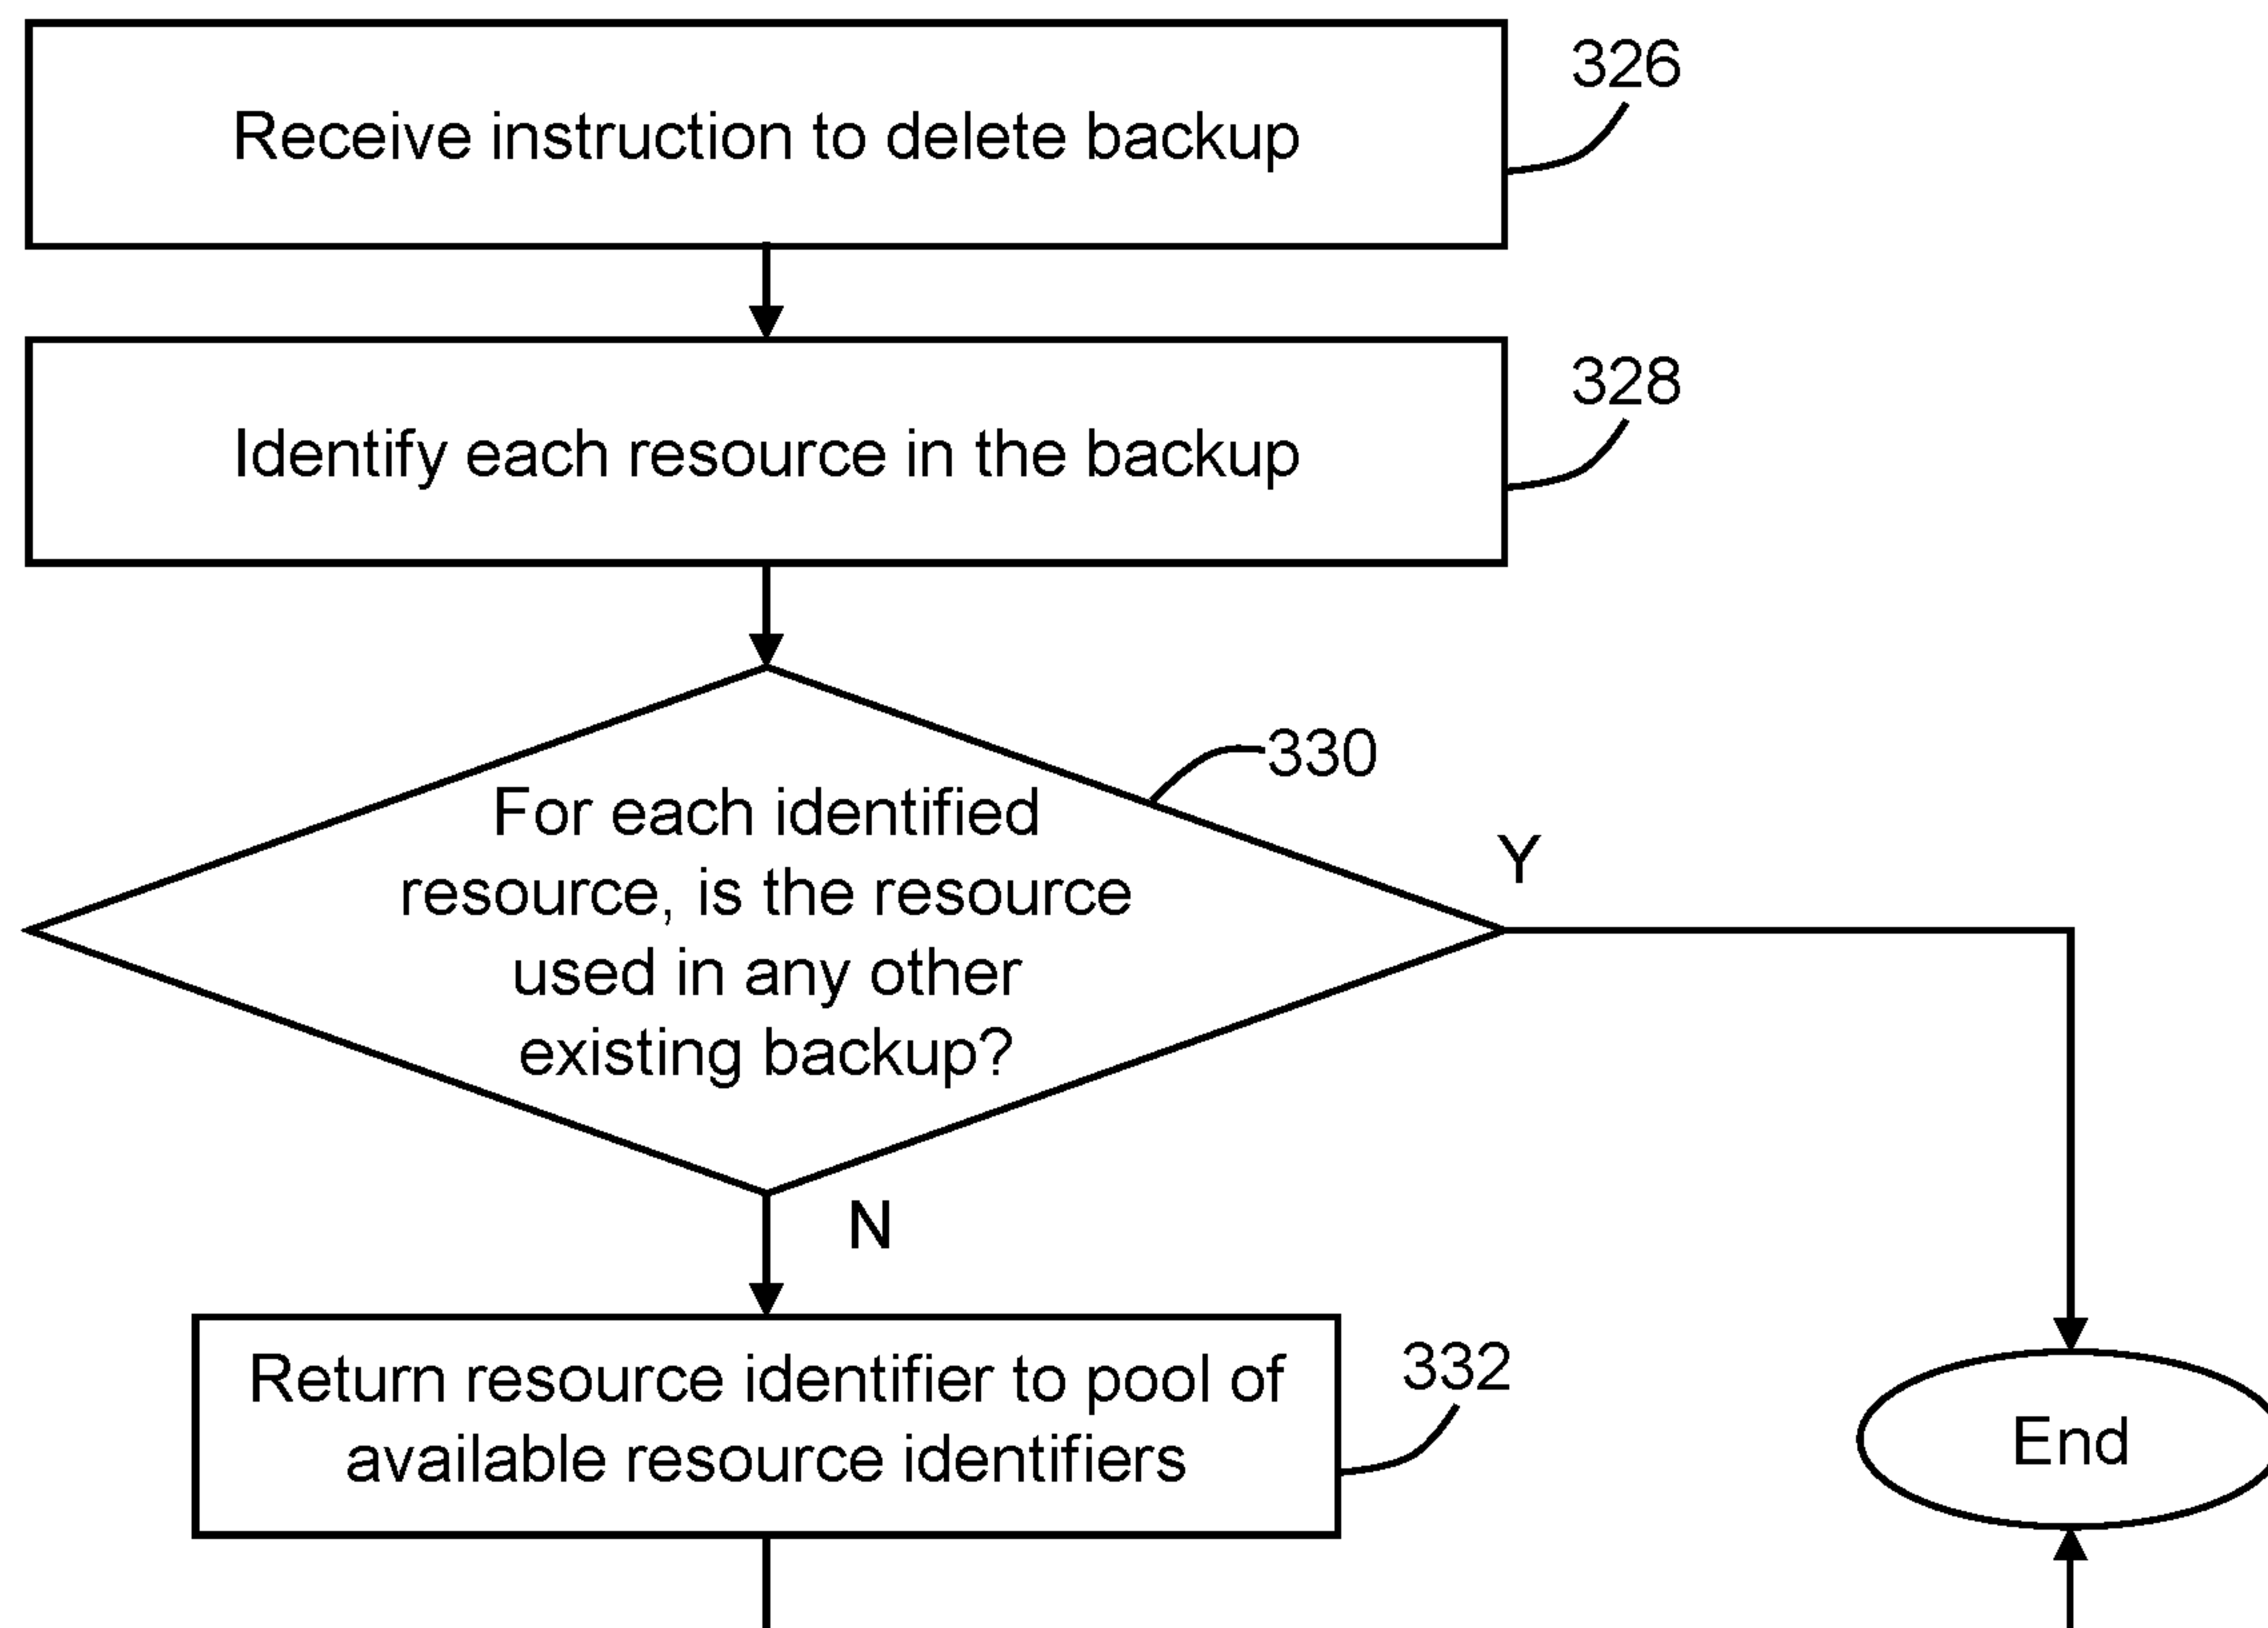 Receive instruction to delete backup
326
Identify each resource in the backup
328
330
For each identified
resource, is the resource
used in any other
existing backup?
Y
N
Return resource identifier to pool of
available resource identifiers
332
End